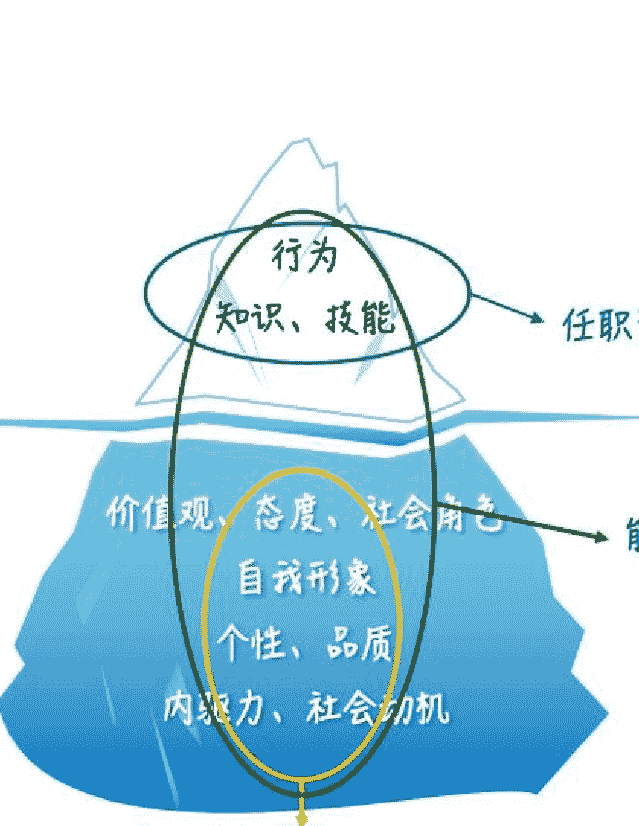 行为
知识、技能
任职
价值观、态度、社会角色
自我形象
个性、品质
内驱力、社会动机